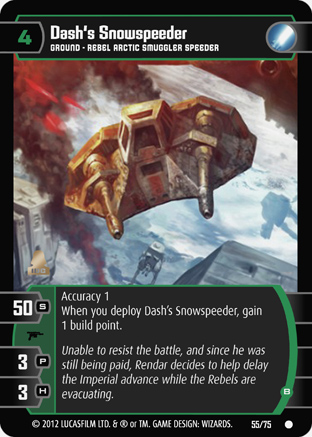 4
Dash's Snowspeeder
GROUND - REBEL ARCTIC SMUGGLER SPEEDER
50 S
Accuracy 1
When you deploy Dash's Snowspeeder, gain
1 build point.
3 P
Unable to resist the battle, and since he was
still being paid, Rendar decides to help delay
3 H
the Imperial advance while the Rebels are
evacuating.
B
© 2012 LUCASFILM LTD. & ® or TM. GAME DESIGN: WIZARDS.
55/75